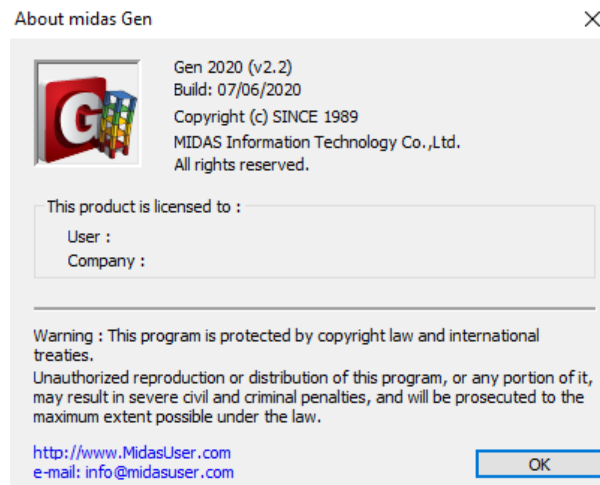 About midas Gen
G
Gen 2020 (v2.2)
Build: 07/06/2020
Copyright (c) SINCE 1989
MIDAS Information Technology Co.,Ltd.
All rights reserved.
This product is licensed to :
User :
Company :
Warning : This program is protected by copyright law and international
treaties.
Unauthorized reproduction or distribution of this program, or any portion of it,
may result in severe civil and criminal penalties, and will be prosecuted to the
maximum extent possible under the law.
http://www.MidasUser.com
e-mail: info@midasuser.com
OK